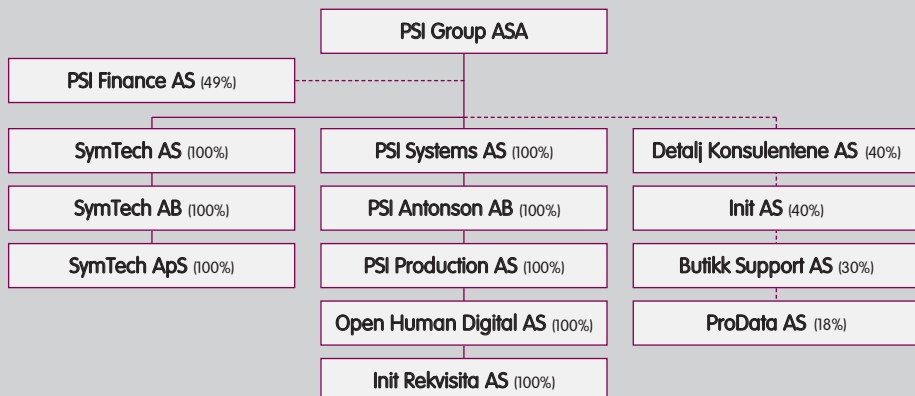 PSI Group ASA
PSI Finance AS (49%)
SymTech AS (100%)
SymTech AB (100%)
SymTech ApS (100%)
PSI Systems AS (100%)
PSI Antonson AB (100%)
PSI Production AS (100%)
Open Human Digital AS (100%)
Init Rekvisita AS (100%)
Detalj Konsulentene AS (40%)
Init AS (40%)
Butikk Support AS (30%)
ProData AS (18%)